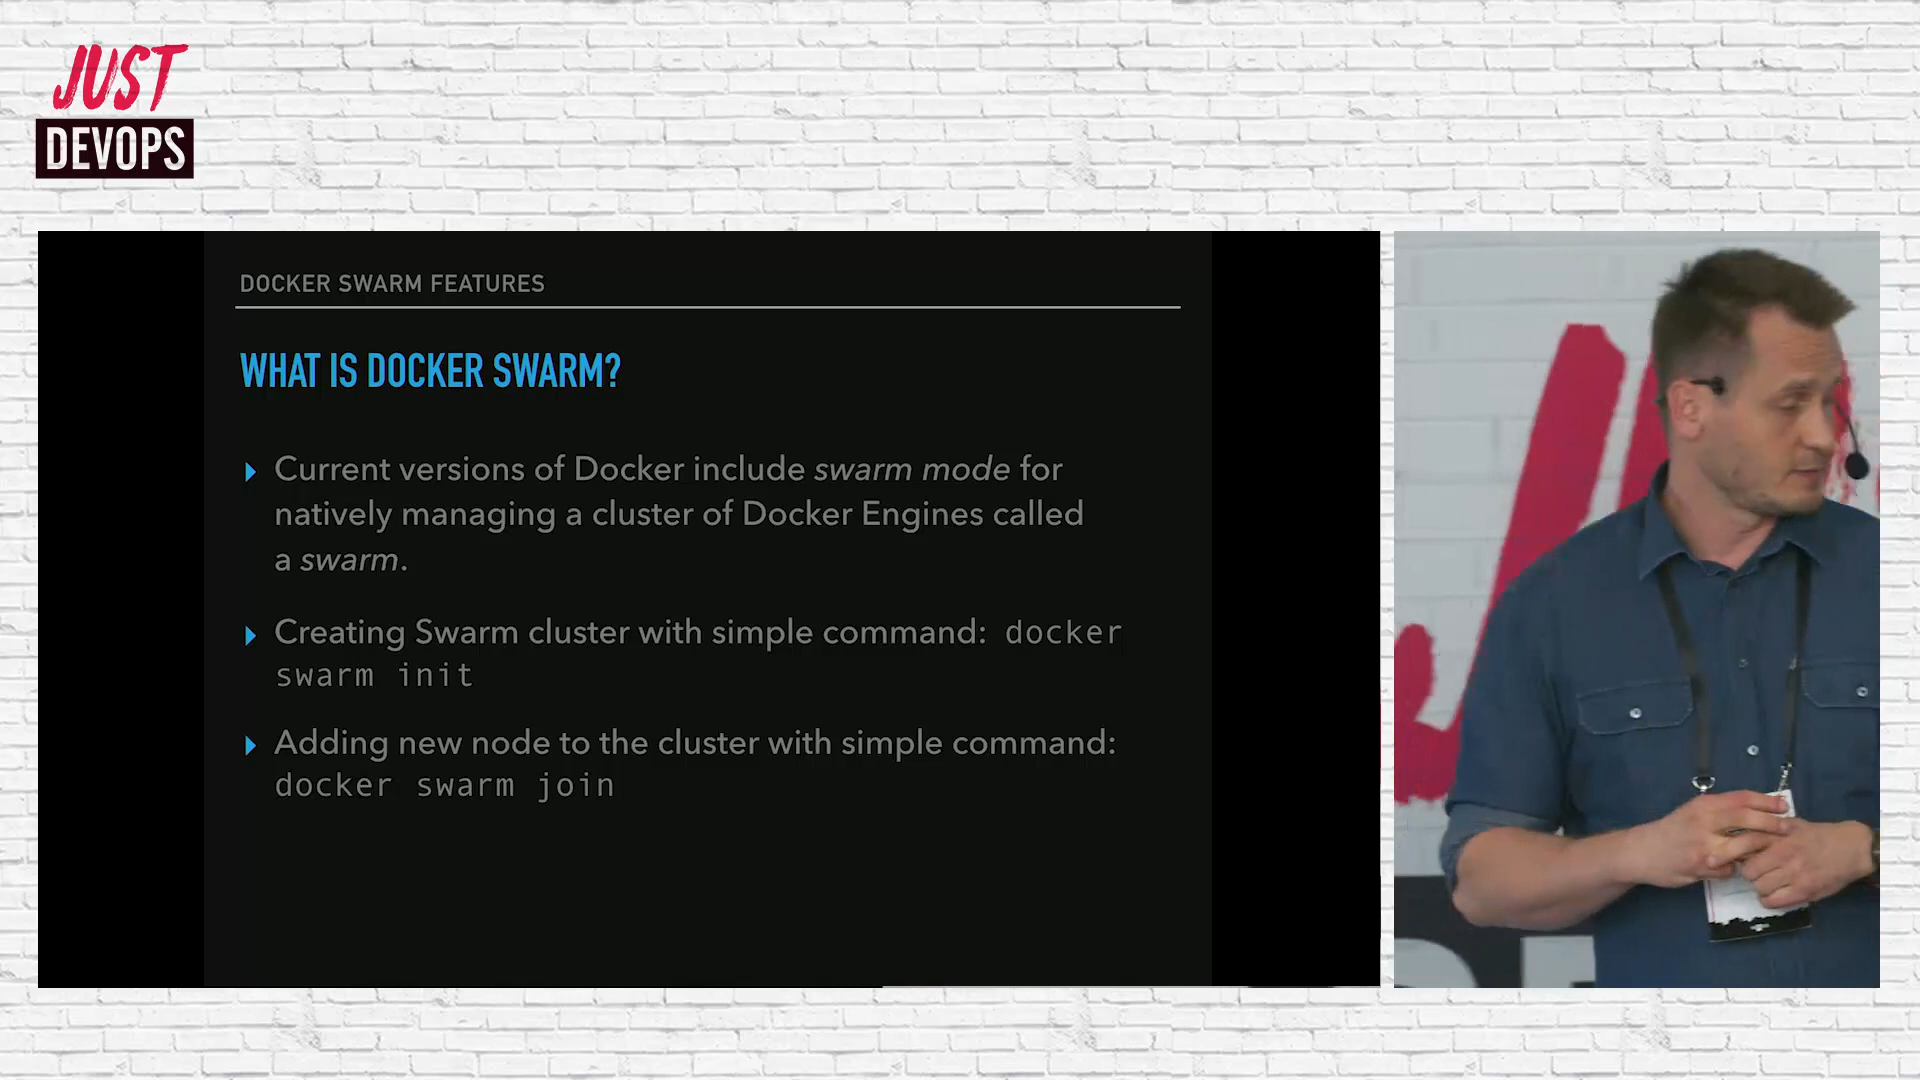 JUST
DEVOPS
DOCKER SWARM FEATURES
WHAT IS DOCKER SWARM?
Current versions of Docker include swarm mode for
natively managing a cluster of Docker Engines called
a swarm.
Creating Swarm cluster with simple command: docker
swarm init
Adding new node to the cluster with simple command:
docker swarm join